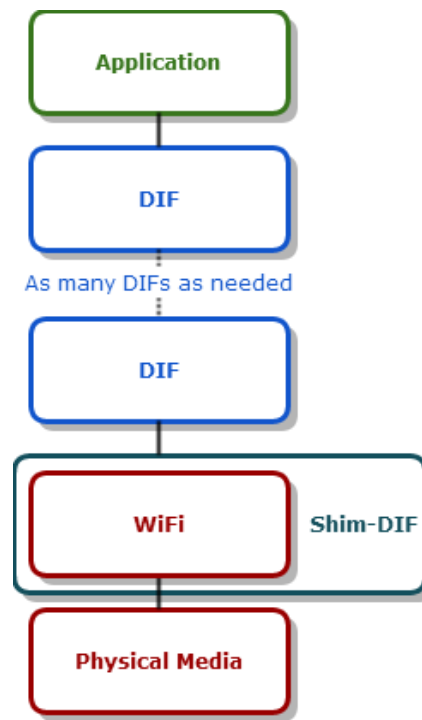 Application
DIF
As many DIFs as needed
DIF
WiFi
Shim-DIF
Physical Media